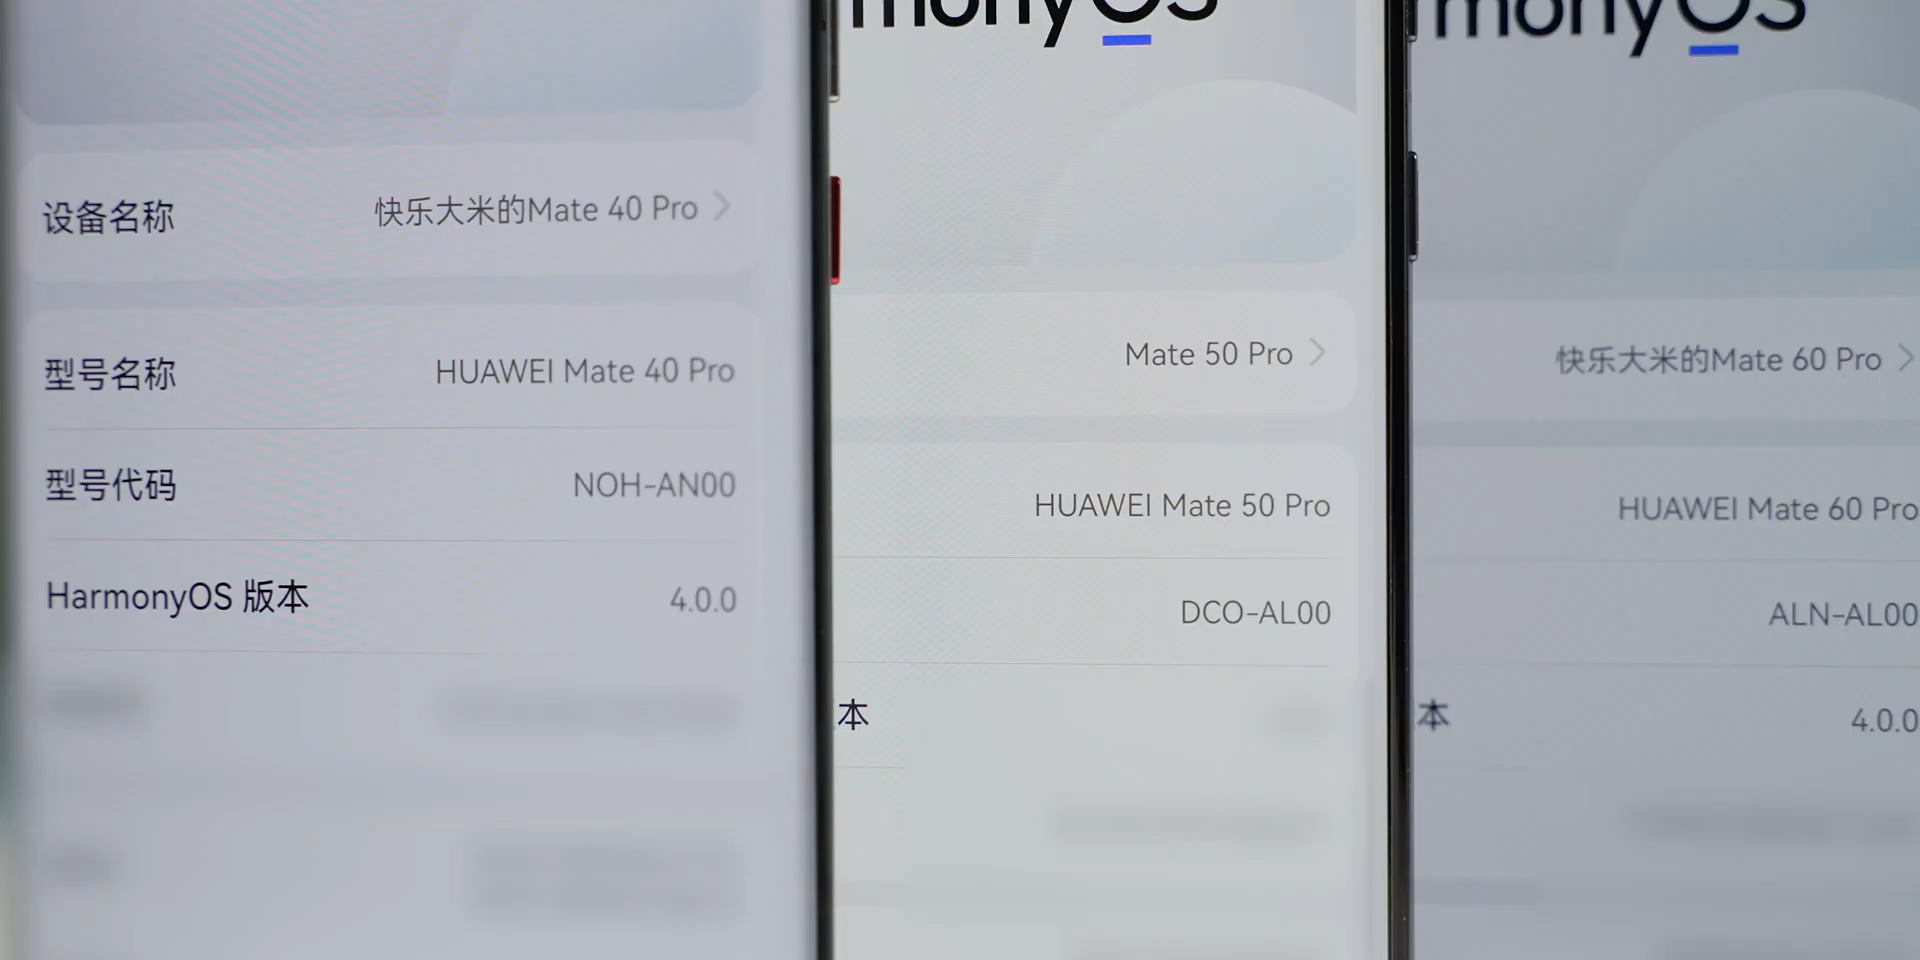 设备名称 快乐大米的Mate 40 Pro
型号名称 HUAWEI Mate 40 Pro
型号代码 NOH-AN00
HarmonyOS 版本 4.0.0
monyOS
Mate 50 Pro
HUAWEI Mate 50 Pro
DCO-AL00
本
monyOS
快乐大米的Mate 60 Pro
HUAWEI Mate 60 Pro
ALN-AL00
本 4.0.0